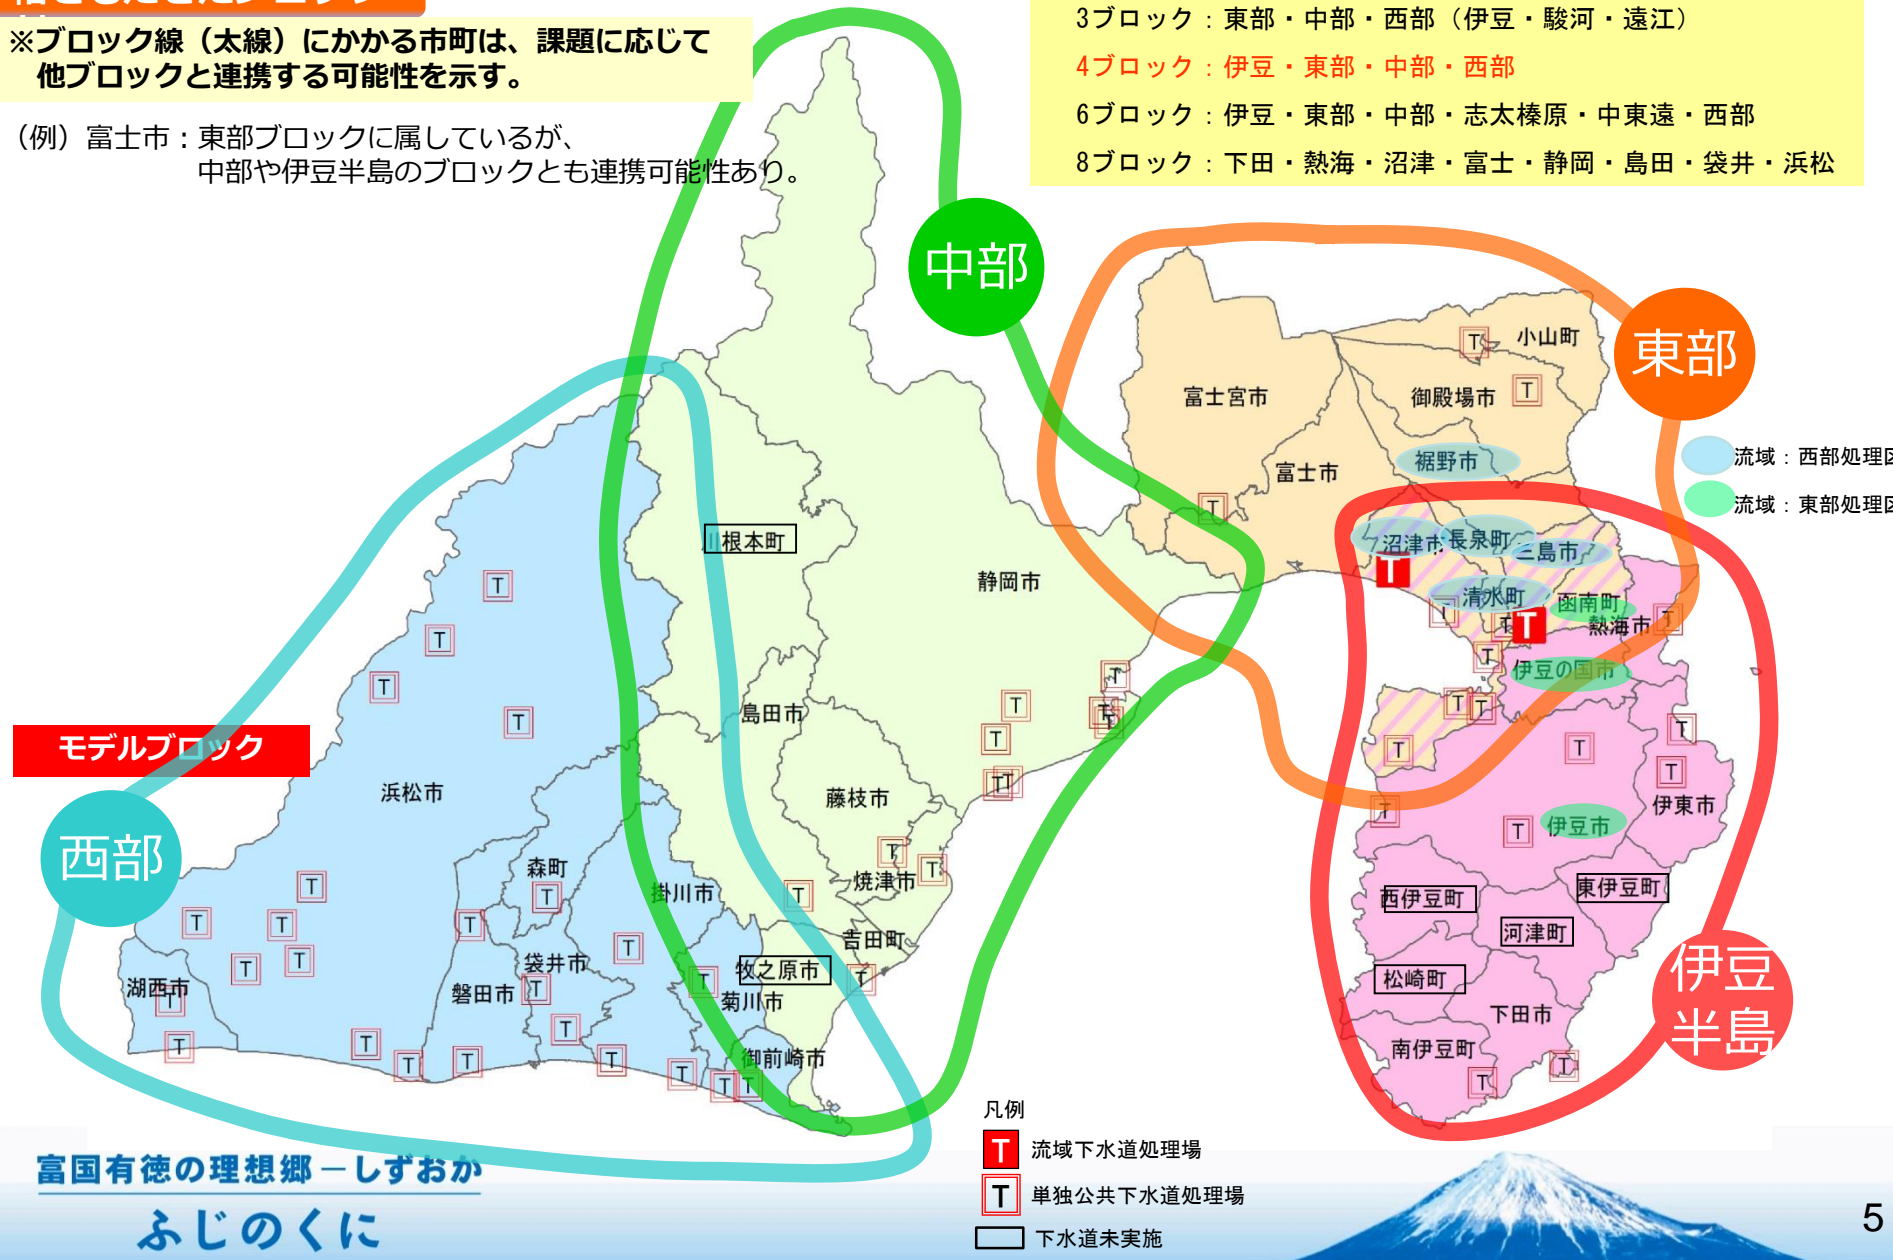 ※ブロック線（太線）にかかる市町は、課題に応じて
他ブロックと連携する可能性を示す。
（例）富士市：東部ブロックに属しているが、
中部や伊豆半島のブロックとも連携可能性あり。
3ブロック：東部・中部・西部（伊豆・駿河・遠江）
4ブロック：伊豆・東部・中部・西部
6ブロック：伊豆・東部・中部・志太榛原・中東遠・西部
8ブロック：下田・熱海・沼津・富士・静岡・島田・袋井・浜松
中部
東部
小山町
富士宮市
御殿場市
裾野市
富士市
流域：西部処理区
流域：東部処理区
川根本町
沼津市
長泉町
三島市
静岡市
清水町
函南町
熱海市
伊豆の国市
島田市
モデルブロック
浜松市
藤枝市
伊東市
伊豆市
西部
森町
掛川市
焼津市
西伊豆町
東伊豆町
吉田町
河津町
袋井市
牧之原市
伊豆
半島
湖西市
磐田市
菊川市
松崎町
下田市
御前崎市
南伊豆町
凡例
T 流域下水道処理場
T 単独公共下水道処理場
下水道未実施
富国有徳の理想郷－しずおか
ふじのくに
5